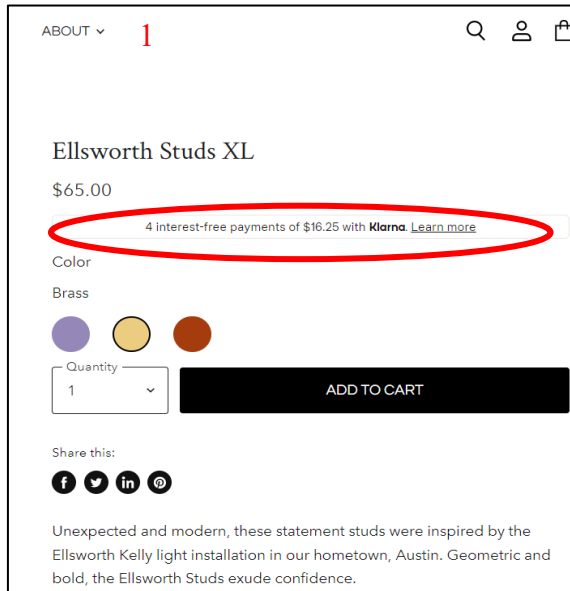 ABOUT
1
Ellsworth Studs XL
$65.00
4 interest-free payments of $16.25 with Klarna. Learn more
Color
Brass
Quantity
1
ADD TO CART
Share this:
Unexpected and modern, these statement studs were inspired by the
Ellsworth Kelly light installation in our hometown, Austin. Geometric and
bold, the Ellsworth Studs exude confidence.